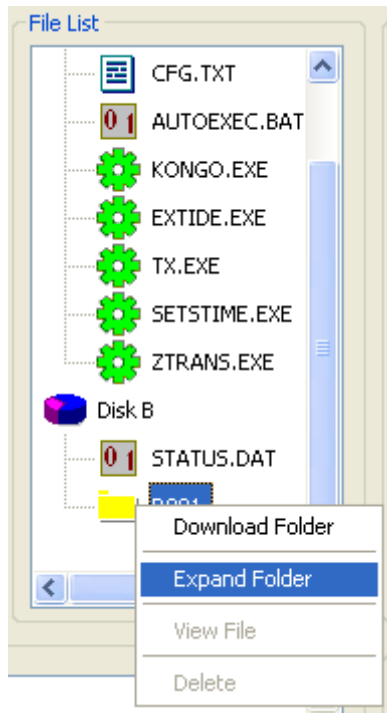 File List
CFG.TXT
AUTOEXEC.BAT
KONGO.EXE
EXTIDE.EXE
TX.EXE
SETSTIME.EXE
ZTRANS.EXE
Disk B
STATUS.DAT
Download Folder
Expand Folder
View File
Delete